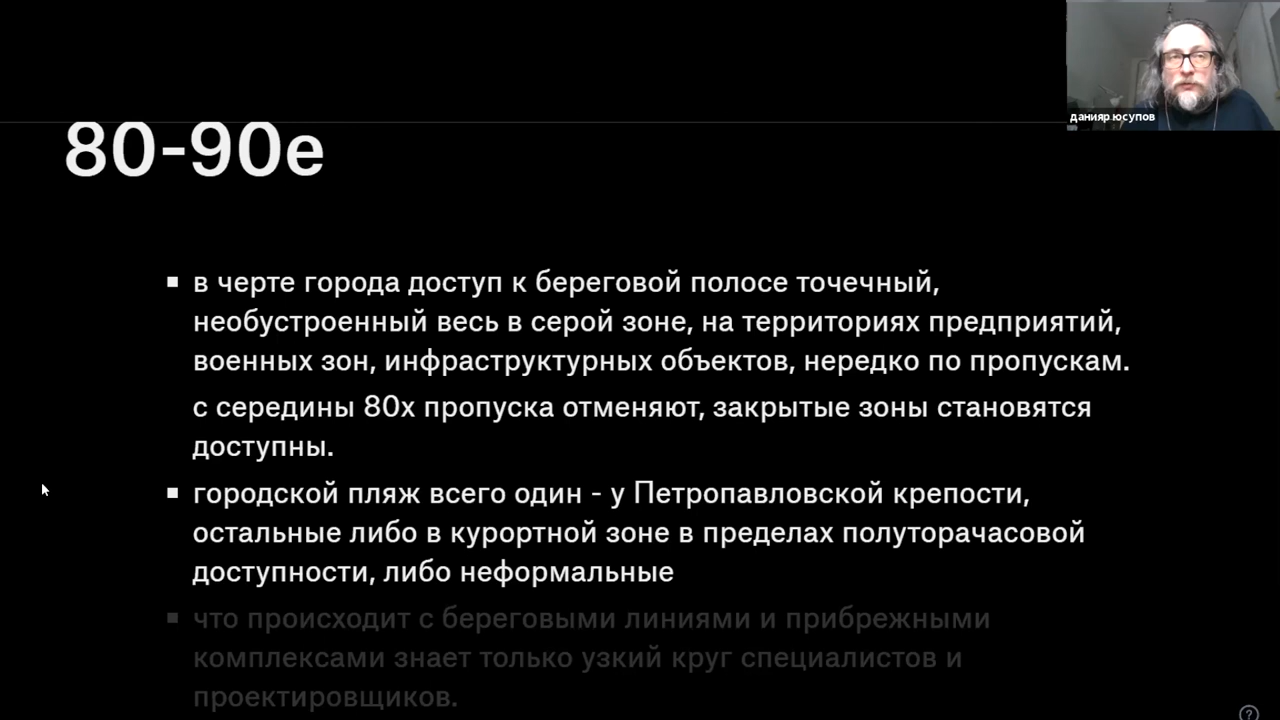 данияр юсупов
80-90е
▪ в черте города доступ к береговой полосе точечный,
необустроенный весь в серой зоне, на территориях предприятий,
военных зон, инфраструктурных объектов, нередко по пропускам.
с середины 80х пропуска отменяют, закрытые зоны становятся
доступны.
▪ городской пляж всего один - у Петропавловской крепости,
остальные либо в курортной зоне в пределах полуторачасовой
доступности, либо неформальные
▪ что происходит с береговыми линиями и прибрежными
комплексами знает только узкий круг специалистов и
проектировщиков.
?